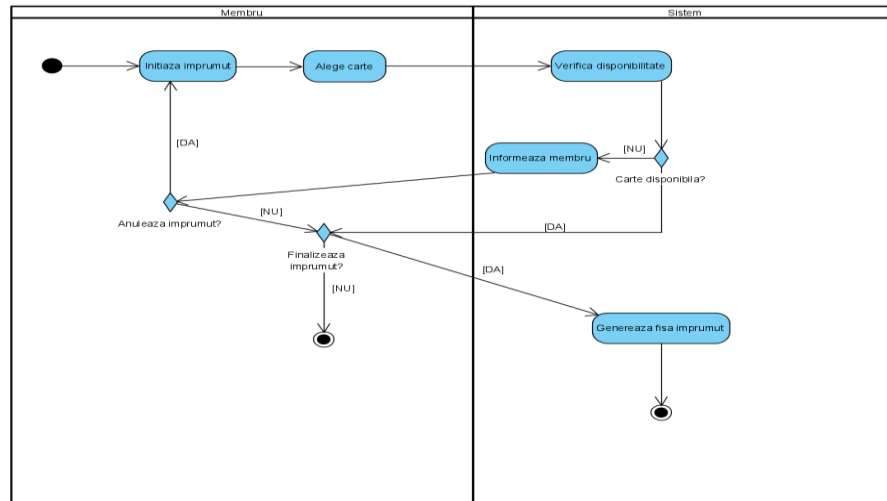 Membru
Sistem
Initiaza imprumut
Alege carte
Verifica disponibilitate
[DA]
[NU]
Informeaza membru
Carte disponibila?
Anuleaza imprumut?
[NU]
[DA]
Finalizeaza
imprumut?
[DA]
[NU]
Genereaza fisa imprumut